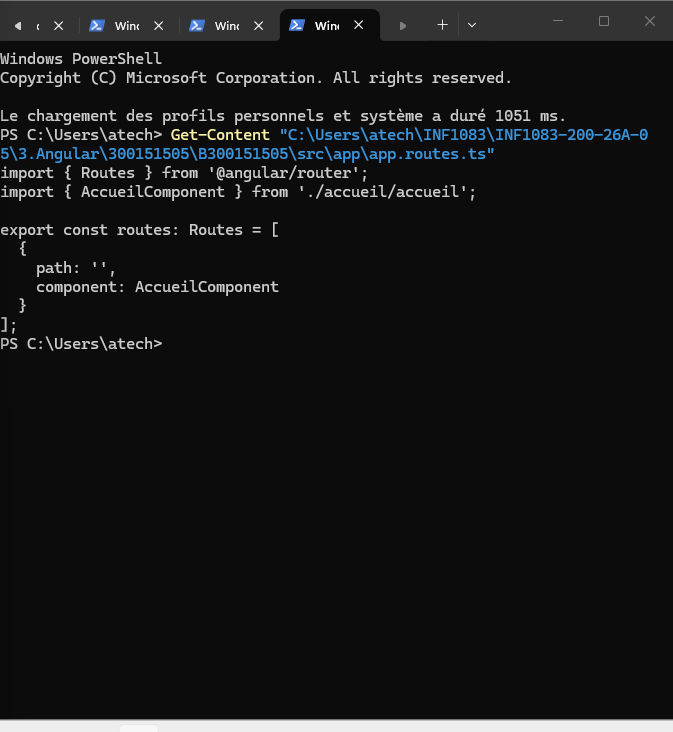 Windows PowerShell
Copyright (C) Microsoft Corporation. All rights reserved.

Le chargement des profils personnels et système a duré 1051 ms.
PS C:\Users\atech> Get-Content "C:\Users\atech\INF1083\INF1083-200-26A-0
5\3.Angular\300151505\B300151505\src\app\app.routes.ts"
import { Routes } from '@angular/router';
import { AccueilComponent } from './accueil/accueil';

export const routes: Routes = [
  {
    path: '',
    component: AccueilComponent
  }
];
PS C:\Users\atech>